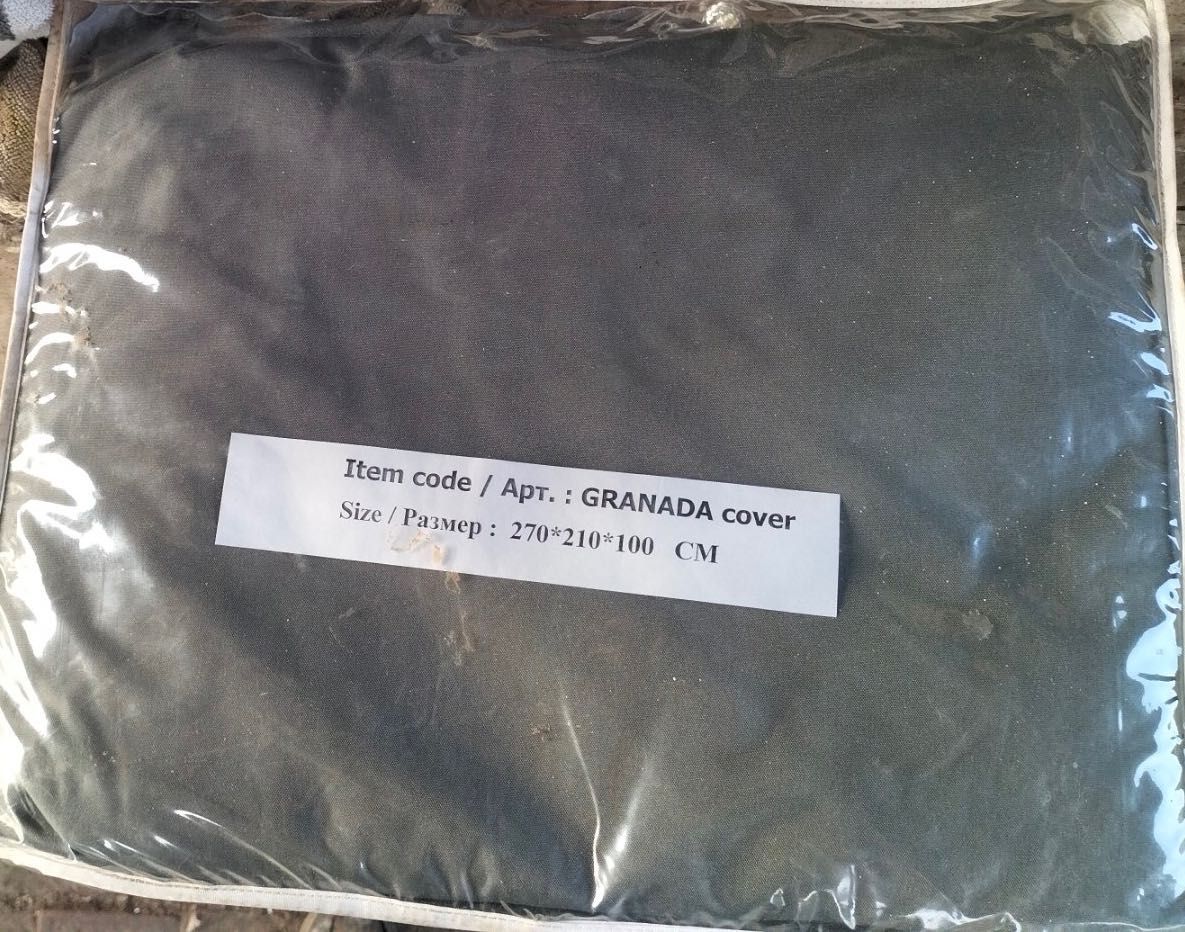 Item code / Арт. : GRANADA cover
Size / Размер : 270*210*100 CM